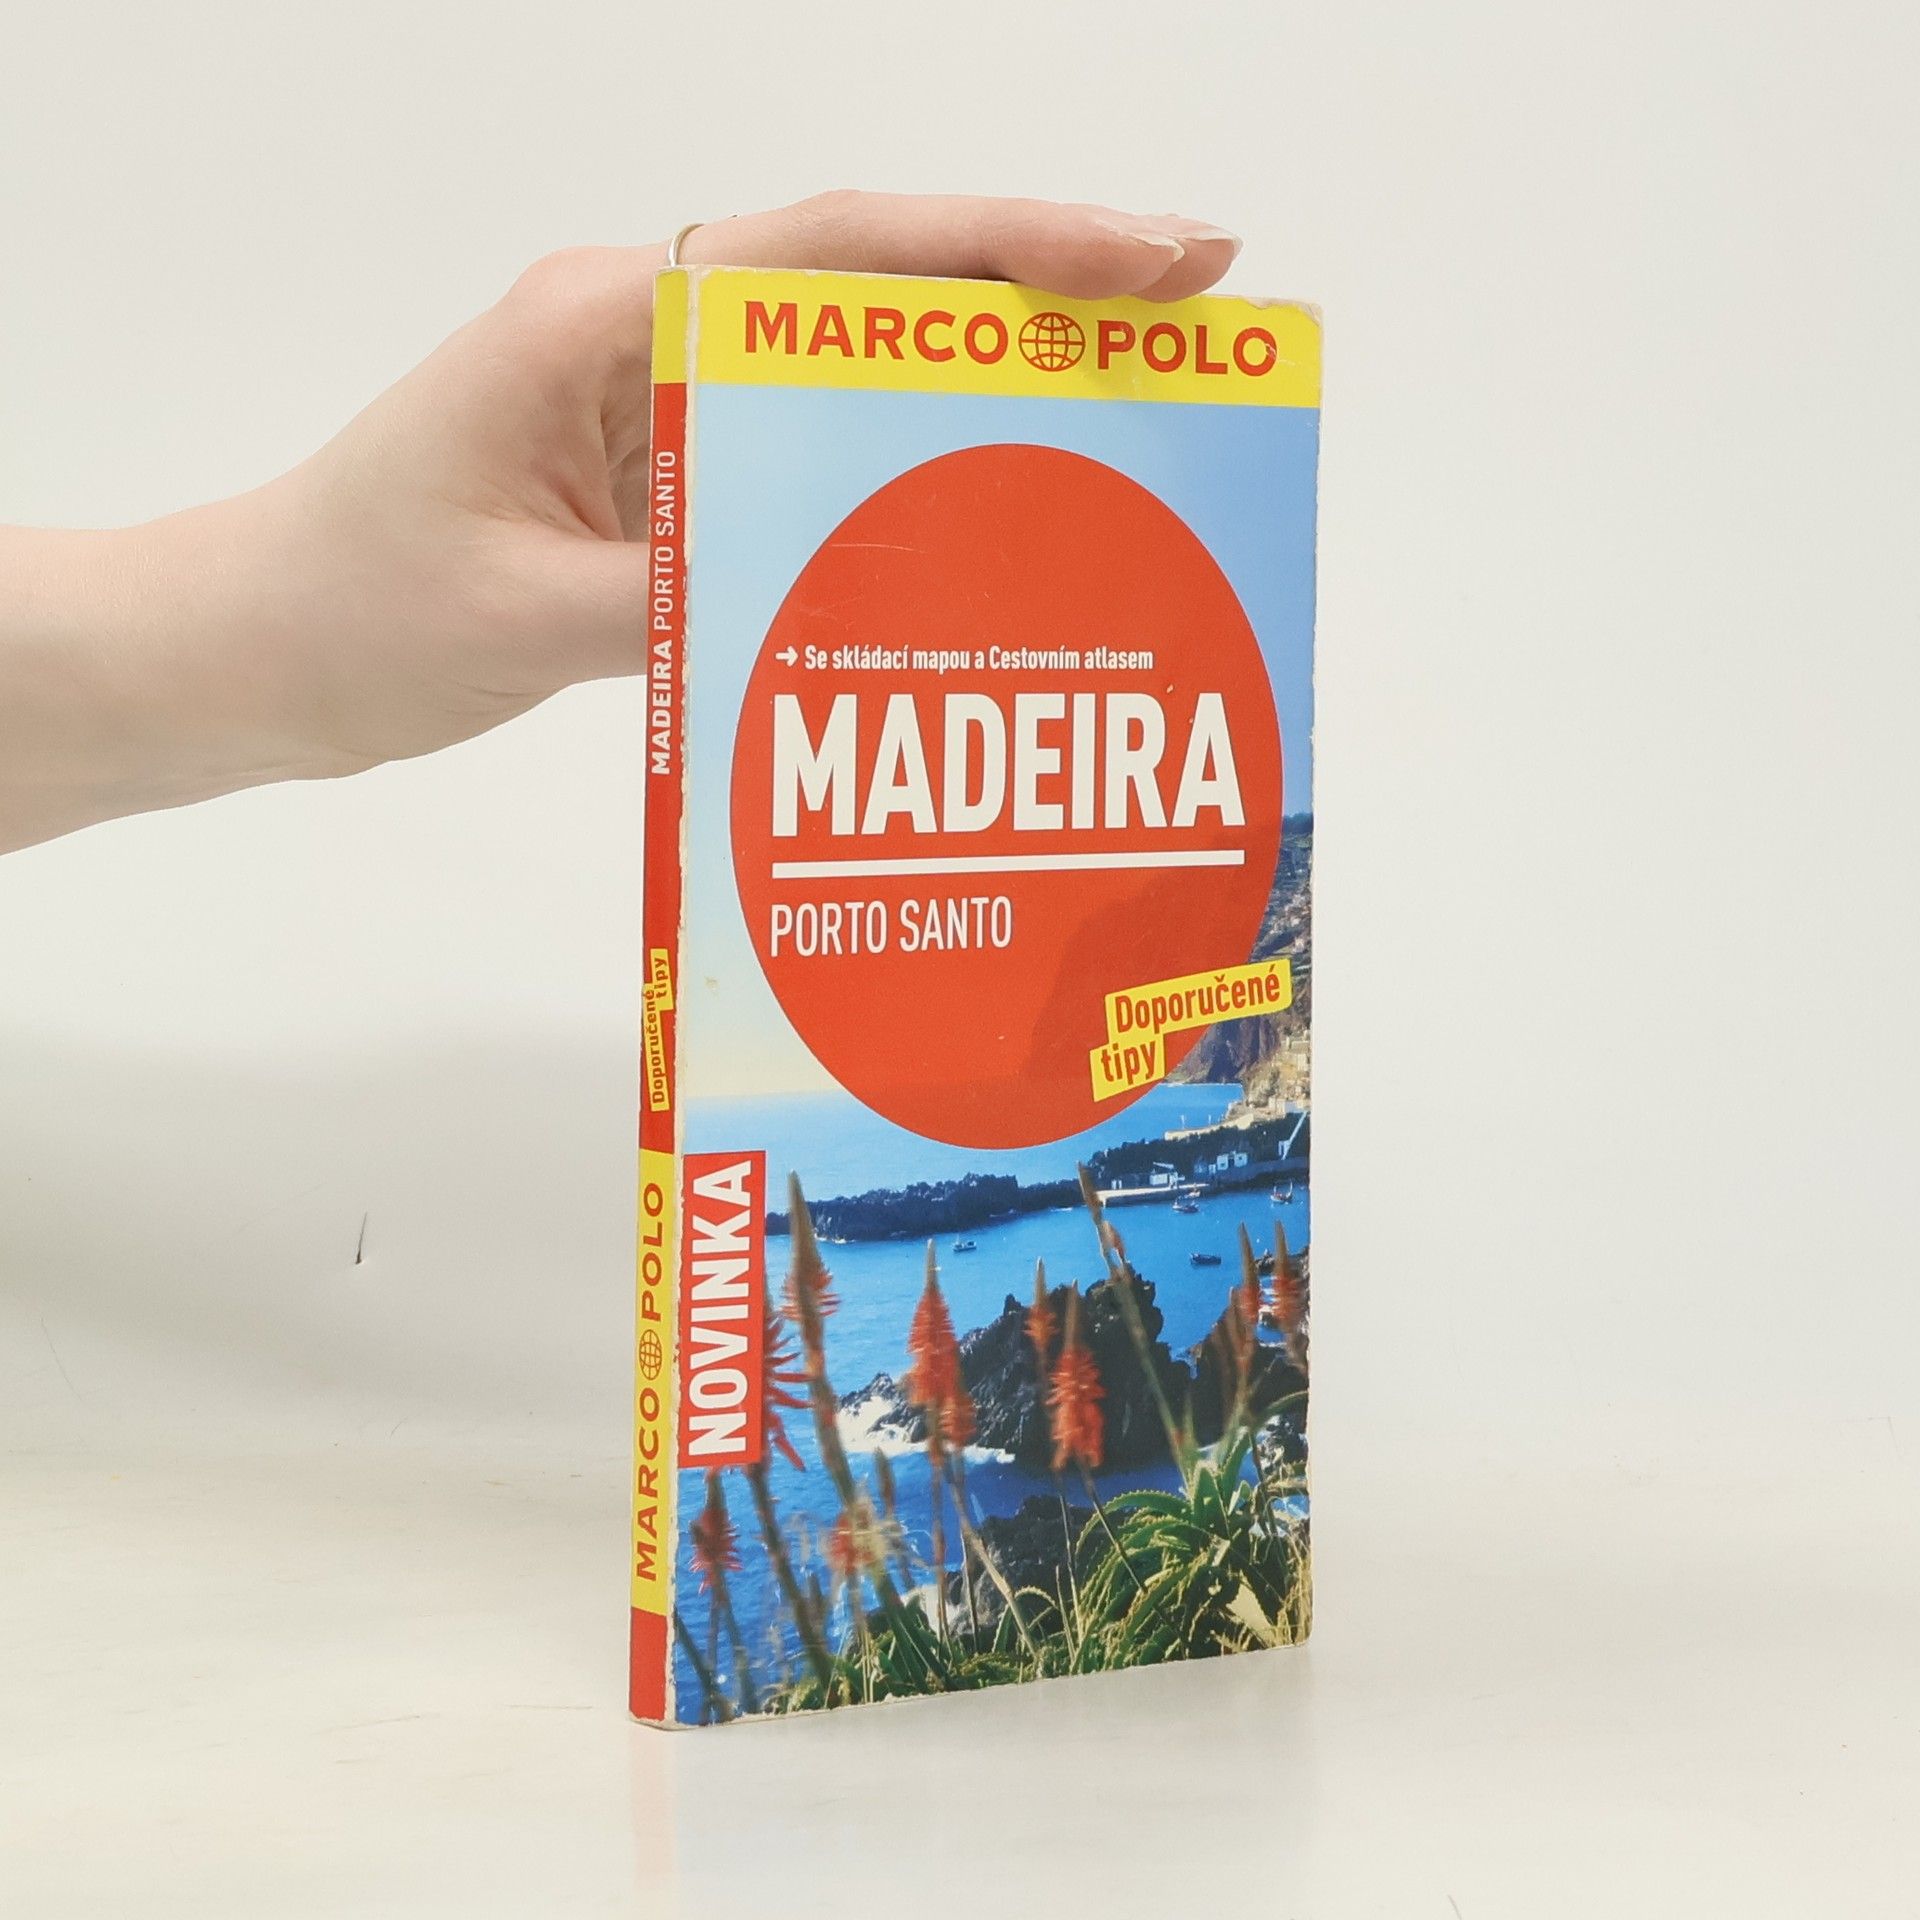 MARCO POLO
→ Se skládací mapou a Cestovním atlasem
MADEIRA
PORTO SANTO
Doporučené
tipy
NOVINKA
MADEIRA PORTO SANTO
Doporučené
tipy
MARCO POLO